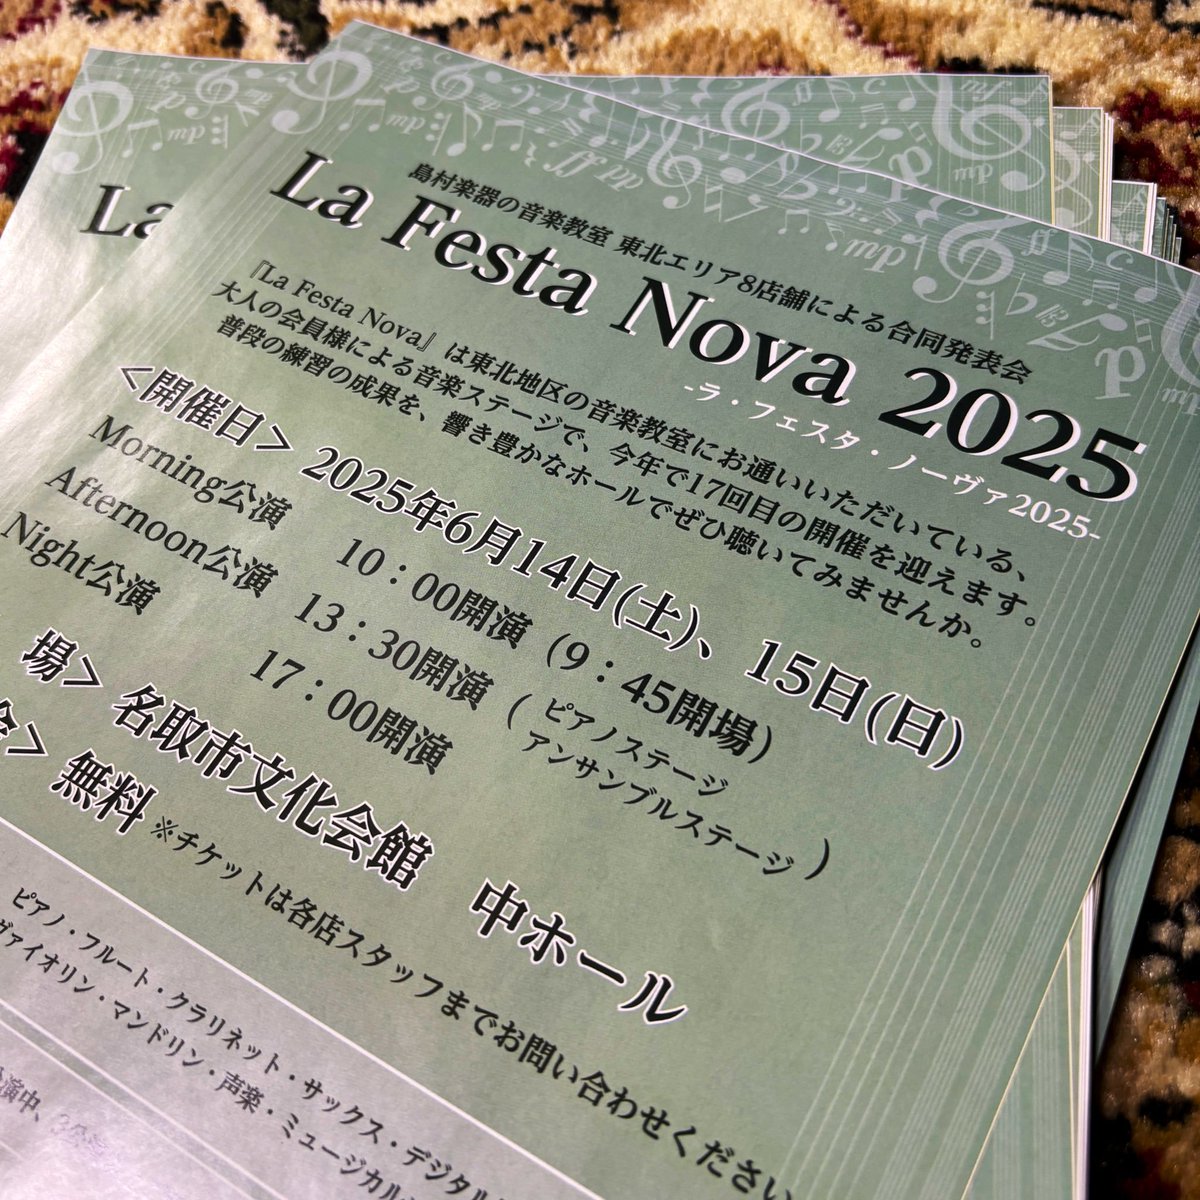 島村楽器の音楽教室 東北エリア8店舗による合同発表会
La Festa Nova 2025
-ラ・フェスタ・ノーヴァ2025-
『La Festa Nova』は東北地区の音楽教室にお通いいただいている、
大人の会員様による音楽ステージで、今年で17回目の開催を迎えます。
普段の練習の成果を、響き豊かなホールでぜひ聴いてみませんか。
<開催日> 2025年6月14日(土)、15日(日)
Morning公演 10:00開演 (9:45開場)
Afternoon公演 13:30開演 (ピアノステージ
アンサンブルステージ)
Night公演 17:00開演
場> 名取市文化会館 中ホール
> 無料 ※チケットは各店スタッフまでお問い合わせください
ピアノ・フルート・クラリネット・サックス・デジタル
ヴァイオリン・マンドリン・声楽・ミュージカル
演中、
La